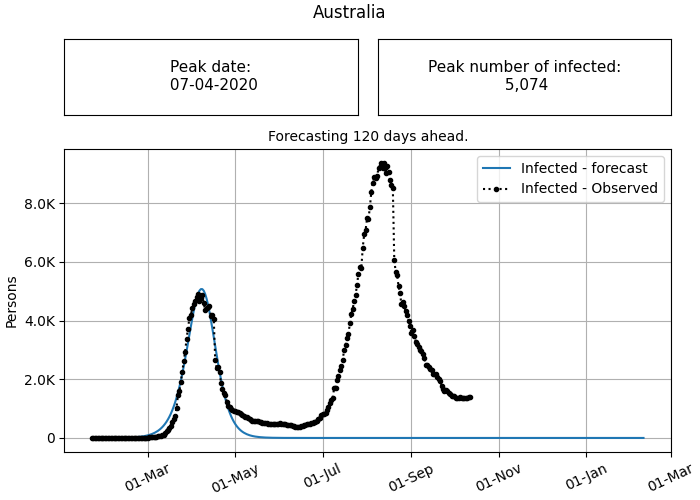 Australia
Peak date:
07-04-2020
Peak number of infected:
5,074
Forecasting 120 days ahead.
Infected - forecast
Infected - Observed
8.0K
6.0K
4.0K
2.0K
0
Persons
01-Mar
01-May
01-Jul
01-Sep
01-Nov
01-Jan
01-Mar